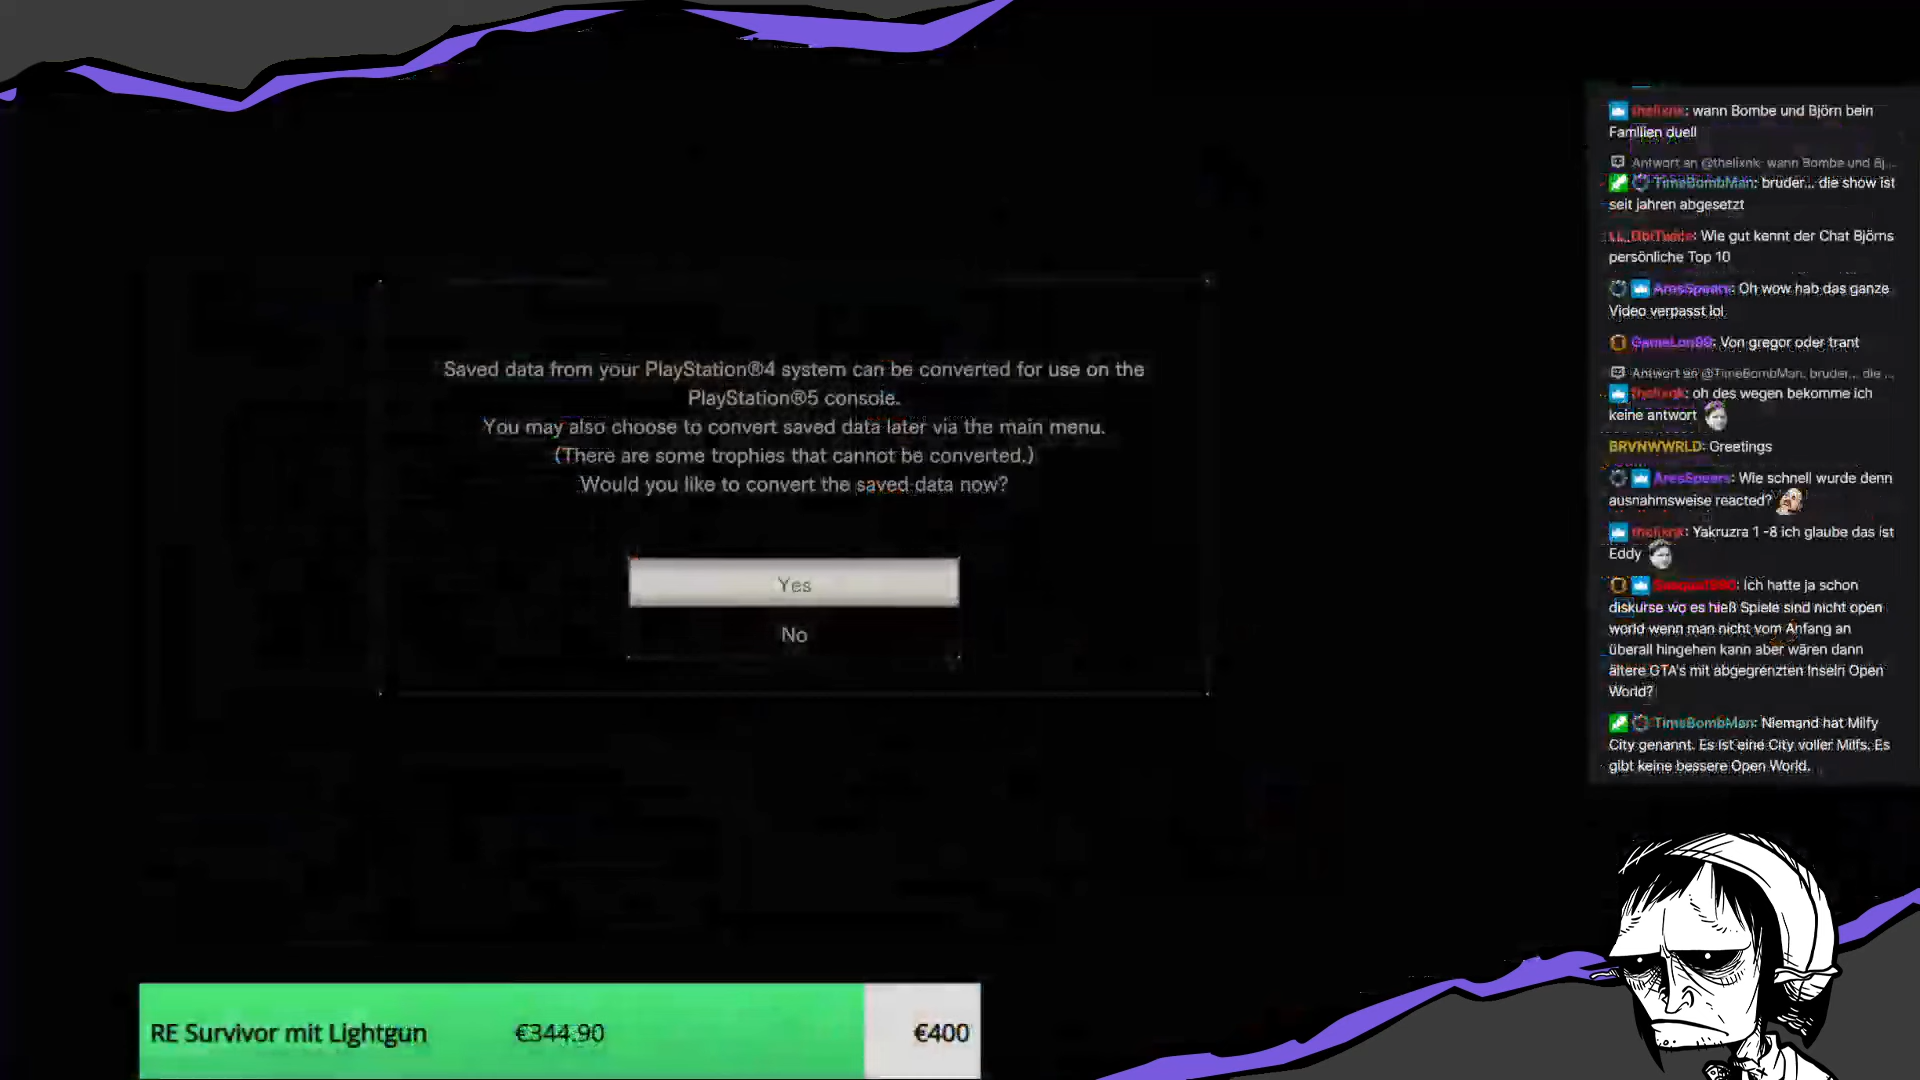 Saved data from your PlayStation®4 system can be converted for use on the
PlayStation®5 console.
You may also choose to convert saved data later via the main menu.
(There are some trophies that cannot be converted.)
Would you like to convert the saved data now?
Yes
No
RE Survivor mit Lightgun €344.90 €400
thelixnk: wann Bombe und Björn bein
Familien duell
Antwort an @thelixnk: wann Bombe und Bj...
TimeBombMan: bruder... die show ist
seit jahren abgesetzt
Wie gut kennt der Chat Björns
persönliche Top 10
AresSpears: Oh wow hab das ganze
Video verpasst lol
GameLon99: Von gregor oder trant
Antwort an @TimeBombMan: bruder... die ...
thelixnk: oh des wegen bekomme ich
keine antwort
BRVNWWRLD: Greetings
AresSpears: Wie schnell wurde denn
ausnahmsweise reacted?
thelixnk: Yakruzra 1 -8 ich glaube das ist
Eddy
Ich hatte ja schon
diskurse wo es hieß Spiele sind nicht open
world wenn man nicht vom Anfang an
überall hingehen kann aber wären dann
ältere GTA's mit abgegrenzten Inseln Open
World?
TimeBombMan: Niemand hat Milfy
City genannt. Es ist eine City voller Milfs. Es
gibt keine bessere Open World.